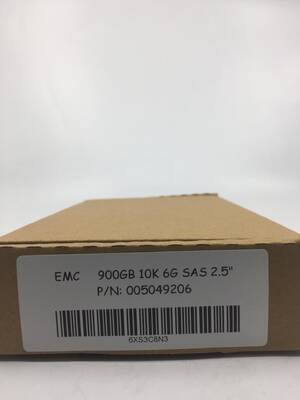 EMC 900GB 10K 6G SAS 2.5"
P/N: 005049206
6XS3C8N3